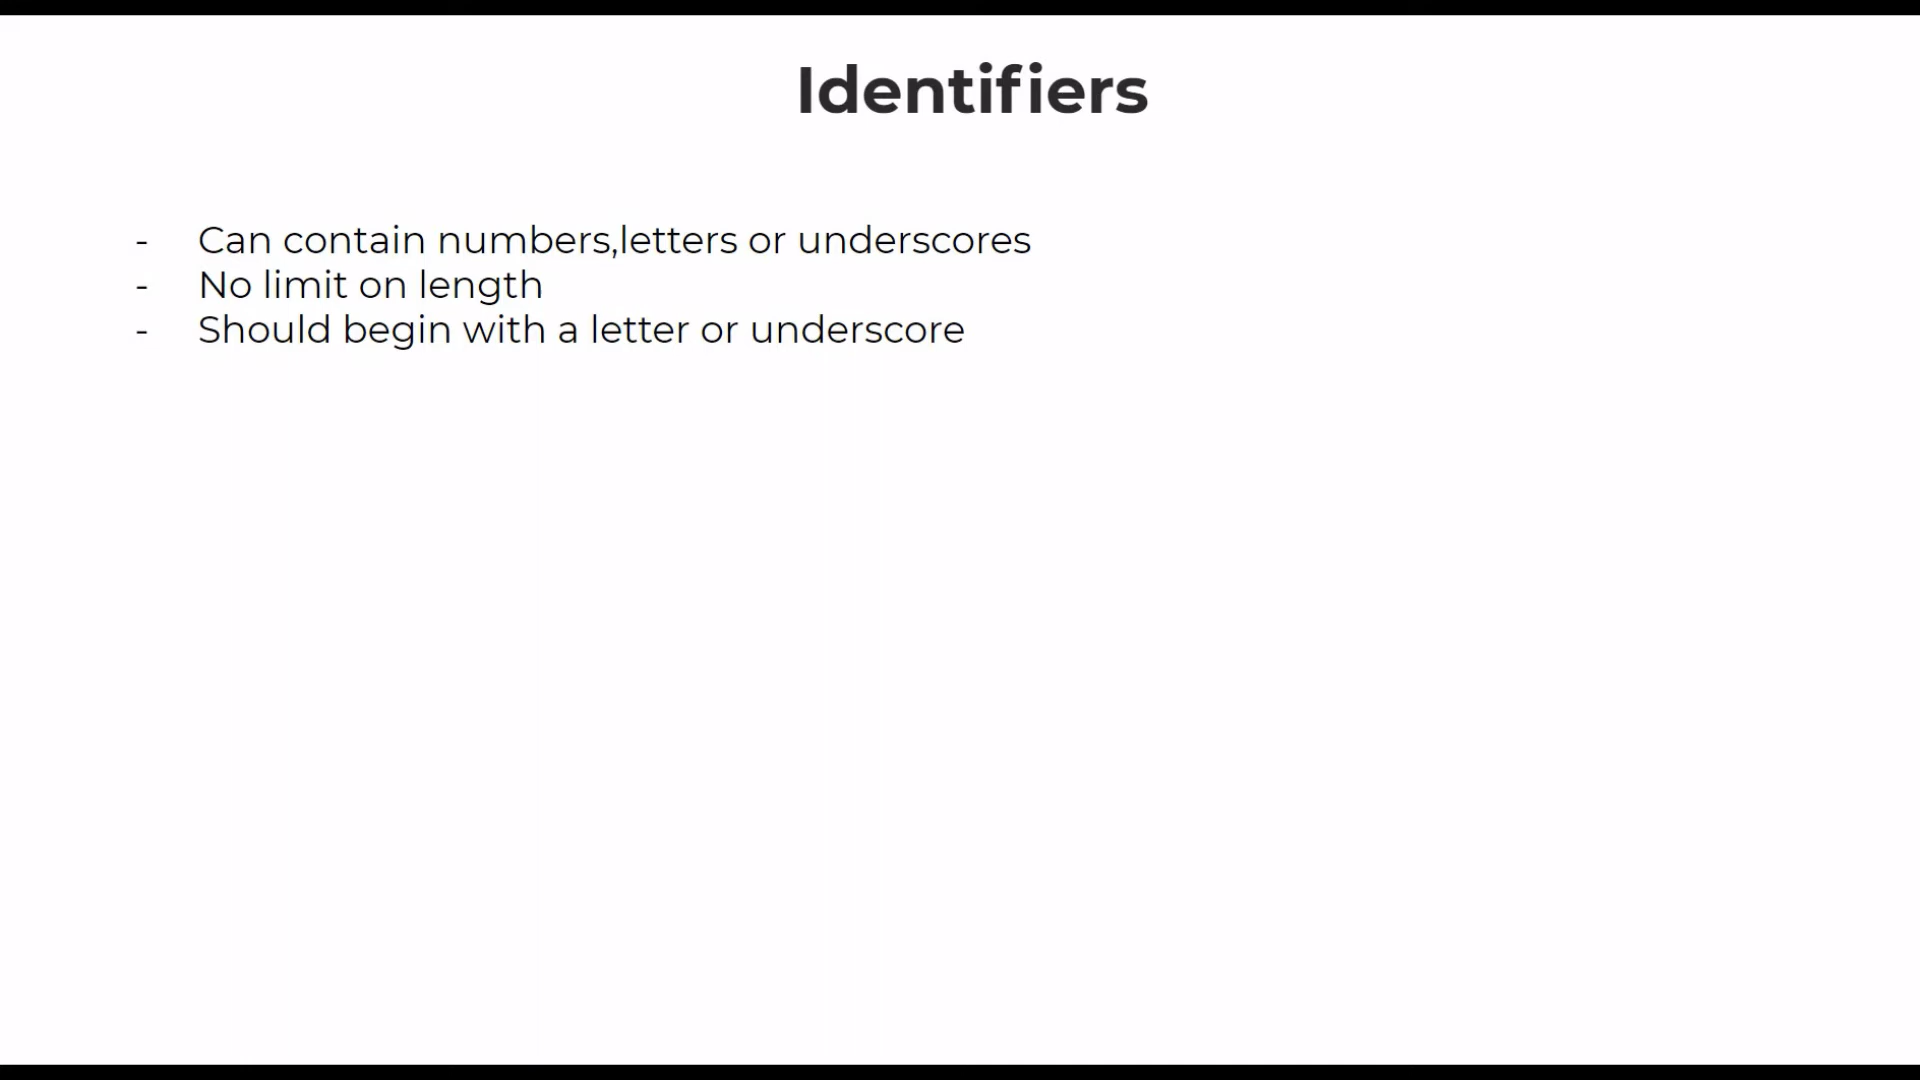 Identifiers
- Can contain numbers,letters or underscores
- No limit on length
- Should begin with a letter or underscore